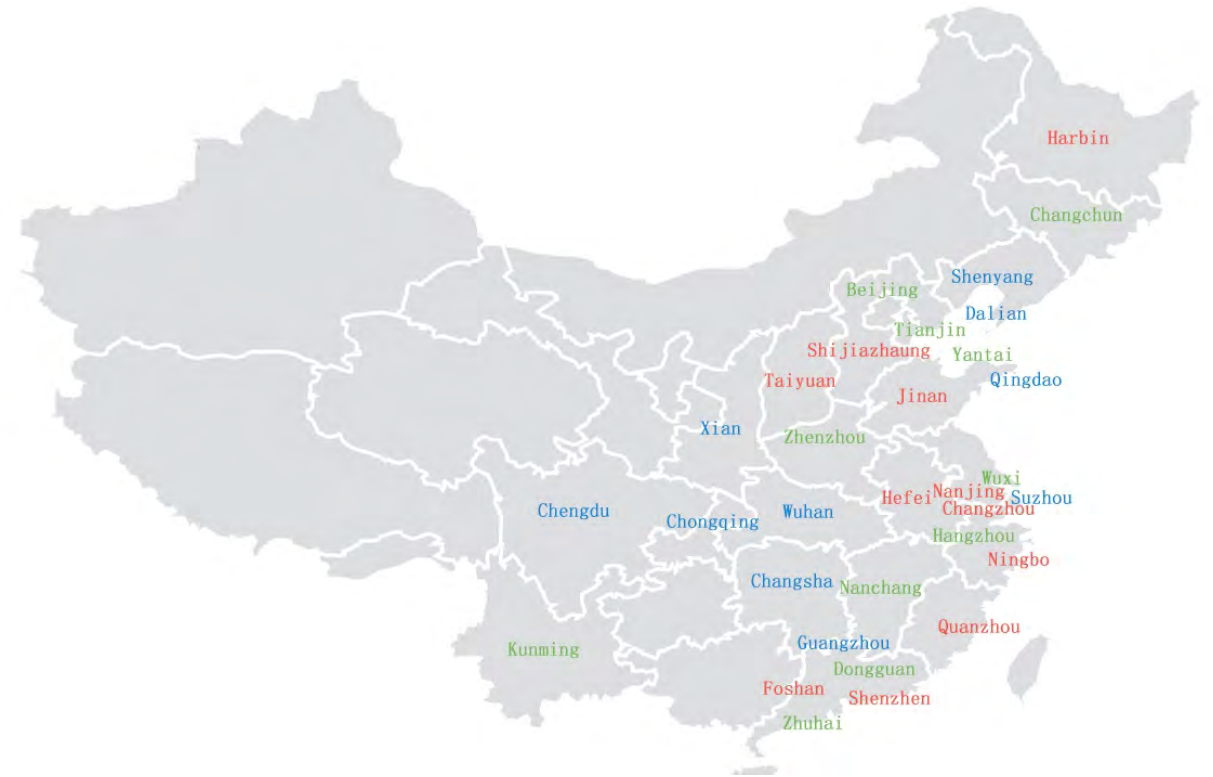 Harbin
Changchun
Shenyang
Beijing
Dalian
Tianjin
Shijiazhaung
Yantai
Taiyuan
Qingdao
Jinan
Xian
Zhenzhou
Wuxi
Hefei
Nanjing
Suzhou
Chengdu
Chongqing
Wuhan
Changzhou
Hangzhou
Ningbo
Changsha
Nanchang
Quanzhou
Guangzhou
Kunming
Dongguan
Foshan
Shenzhen
Zhuhai